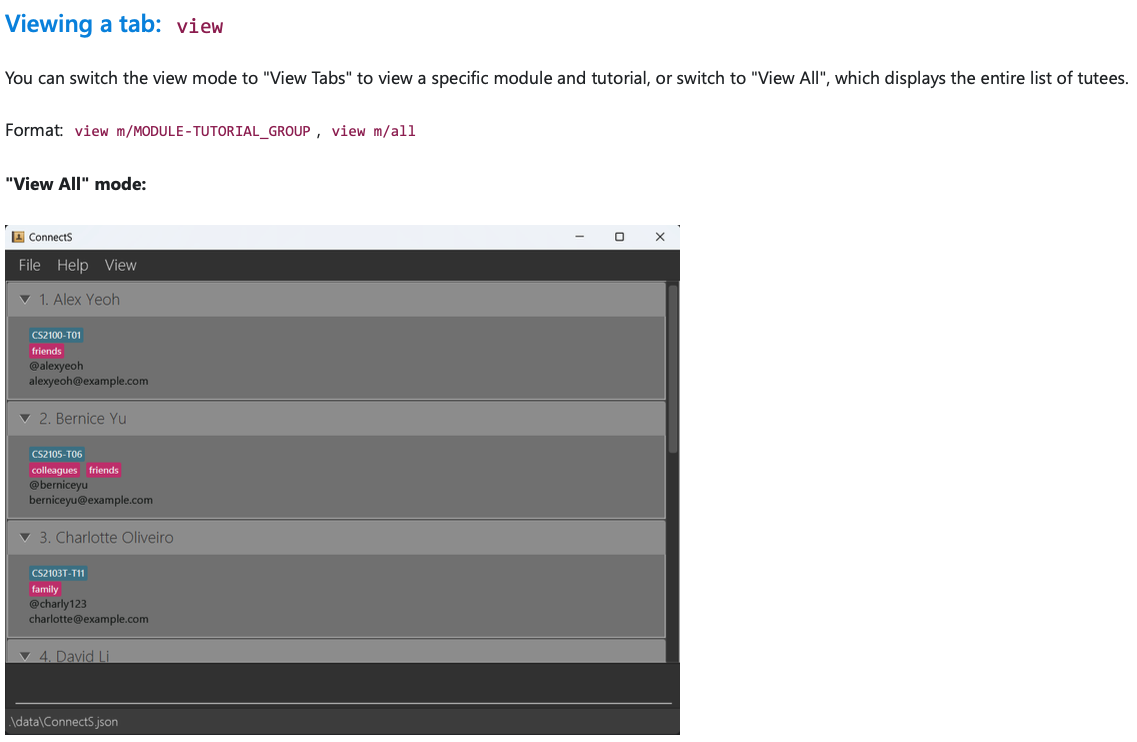 Viewing a tab: view
You can switch the view mode to "View Tabs" to view a specific module and tutorial, or switch to "View All", which displays the entire list of tutees.
Format: view m/MODULE-TUTORIAL_GROUP , view m/all
"View All" mode:
ConnectS
File Help View
1. Alex Yeoh
CS2100-T01
friends
@alexyeoh
alexyeoh@example.com
2. Bernice Yu
CS2105-T06
colleagues friends
@berniceyu
berniceyu@example.com
3. Charlotte Oliveiro
CS2103T-T11
family
@charly123
charlotte@example.com
4. David Li
.\data\ConnectS.json